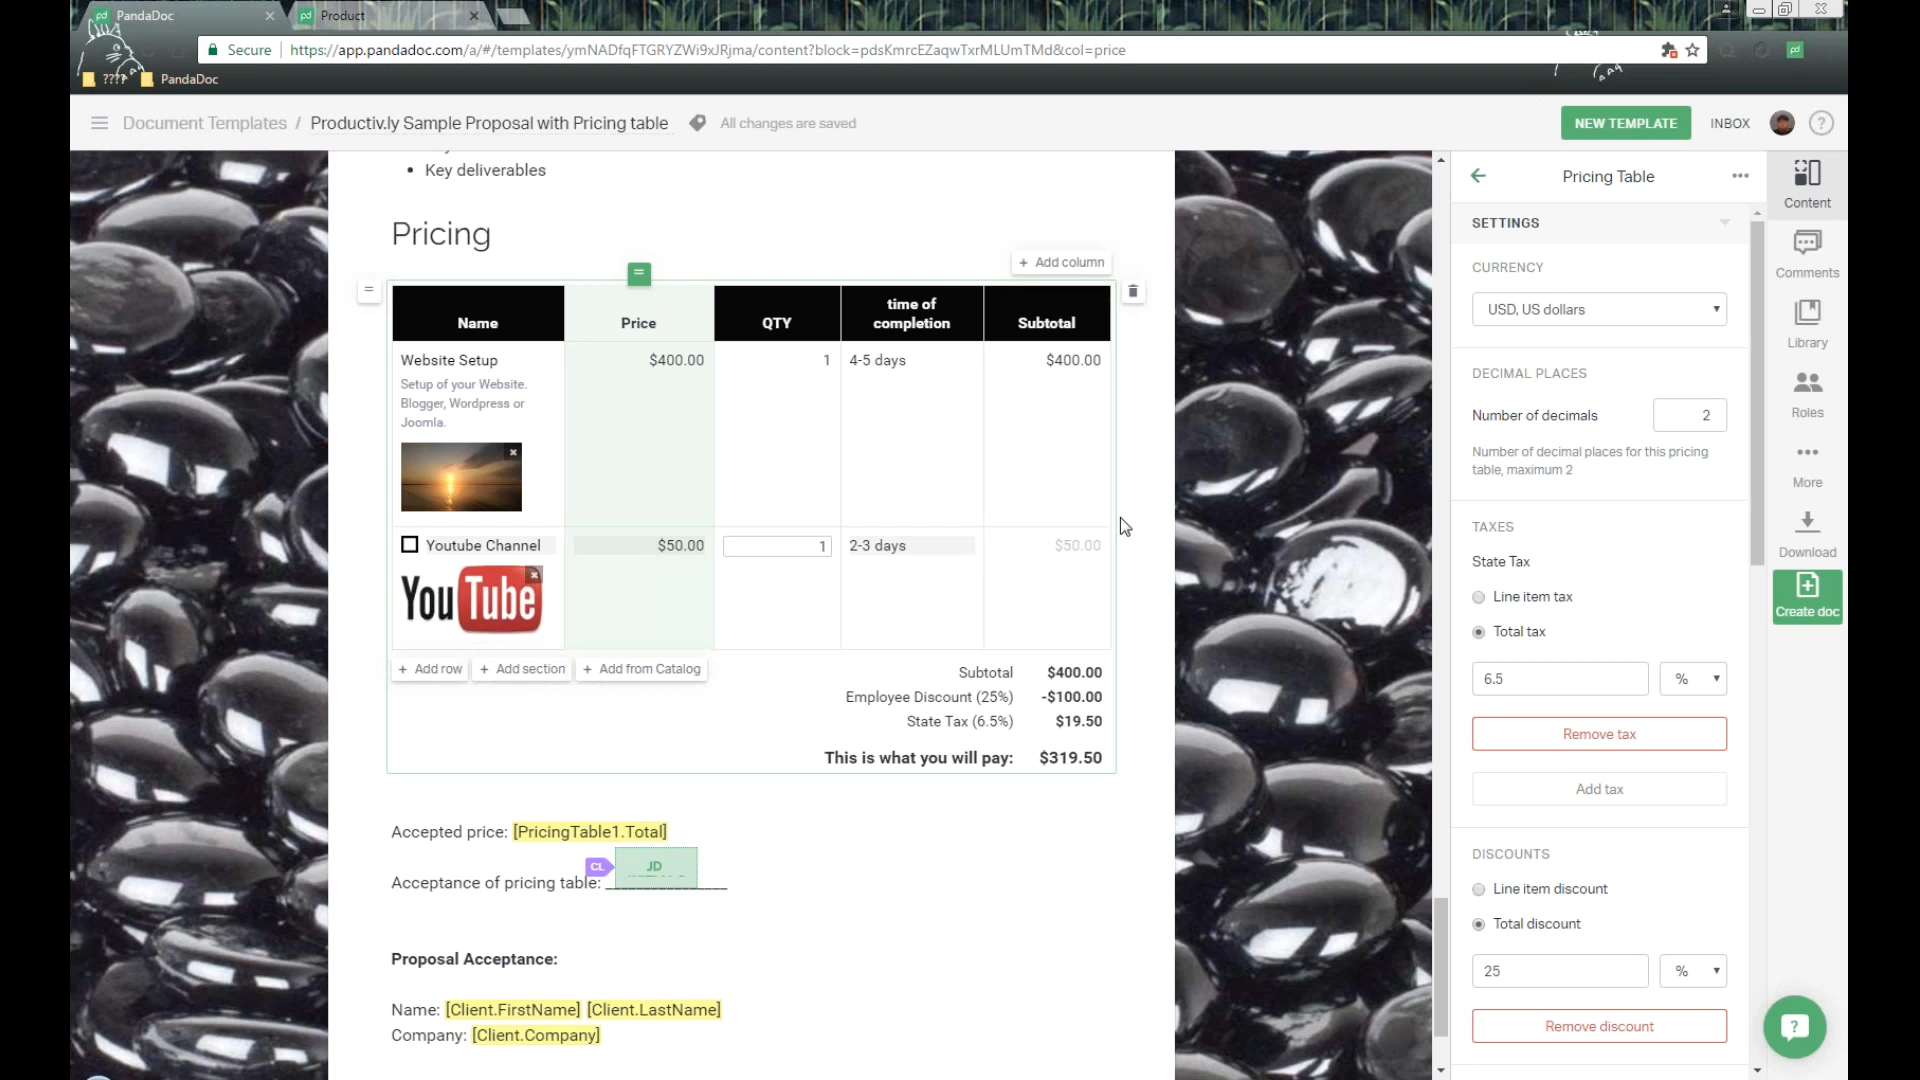 PandaDoc
Product
Secure https://app.pandadoc.com/a/#/templates/ymNADfqFTGRYZWi9xJRjma/content?block=pdsKmrcEZaqwTxrMLUmTMd&col=price
???? PandaDoc
Document Templates / Productiv.ly Sample Proposal with Pricing table All changes are saved
NEW TEMPLATE INBOX ?
• Key deliverables
Pricing
+ Add column
Name Price QTY time of completion Subtotal
Website Setup $400.00 1 4-5 days $400.00
Setup of your Website.
Blogger, Wordpress or
Joomla.
Youtube Channel $50.00 1 2-3 days $50.00
YouTube
+ Add row + Add section + Add from Catalog
Subtotal $400.00
Employee Discount (25%) -$100.00
State Tax (6.5%) $19.50
This is what you will pay: $319.50
Accepted price: [PricingTable1.Total]
CL JD
Acceptance of pricing table:
Proposal Acceptance:
Name: [Client.FirstName] [Client.LastName]
Company: [Client.Company]
Pricing Table
SETTINGS
CURRENCY
USD, US dollars
DECIMAL PLACES
Number of decimals 2
Number of decimal places for this pricing
table, maximum 2
TAXES
State Tax
Line item tax
Total tax
6.5 %
Remove tax
Add tax
DISCOUNTS
Line item discount
Total discount
25 %
Remove discount
Content
Comments
Library
Roles
More
Download
Create doc
?